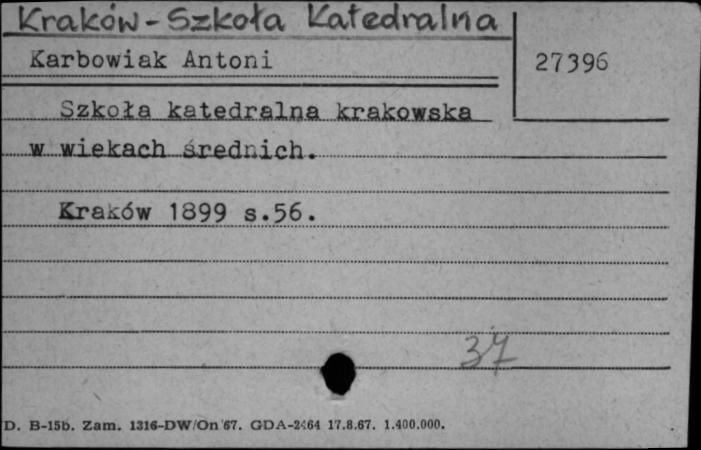 Kraków-Szkoła Katedralna
Karbowiak Antoni
27396
Szkoła katedralna krakowska
w wiekach średnich.
Kraków 1899 s.56.
37
D. B-15b. Zam. 1316-DW/On 67. GDA-2464 17.8.67. 1.400.000.